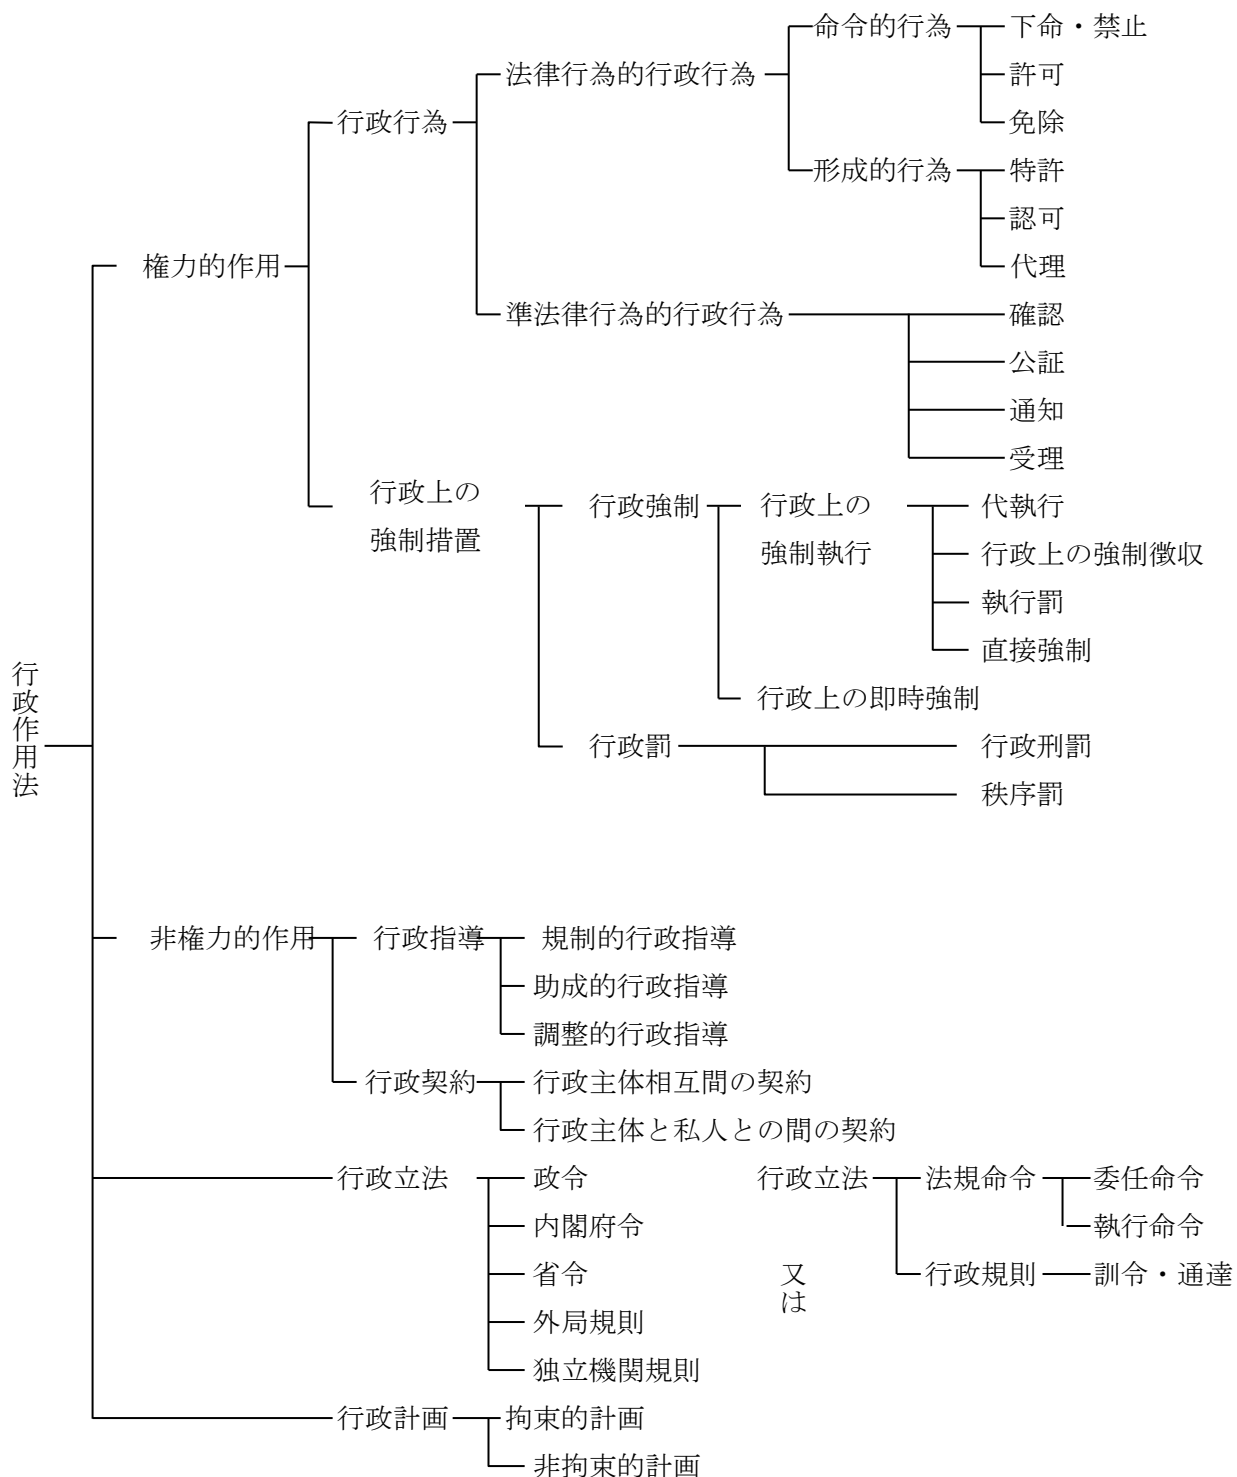 命令的行為 下命・禁止
法律行為的行政行為 許可
行政行為 免除
形成的行為 特許
認可
権力的作用 代理
準法律行為的行政行為 確認
公証
通知
受理
行政上の
強制措置
行政強制
行政上の
強制執行
代執行
行政上の強制徴収
執行罰
直接強制
行政上の即時強制
行政作用法
行政罰 行政刑罰
秩序罰
非権力的作用 行政指導 規制的行政指導
助成的行政指導
調整的行政指導
行政契約 行政主体相互間の契約
行政主体と私人との間の契約
行政立法 政令
内閣府令
省令
外局規則
独立機関規則
又は
行政立法 法規命令 委任命令
執行命令
行政規則 訓令・通達
行政計画 拘束的計画
非拘束的計画